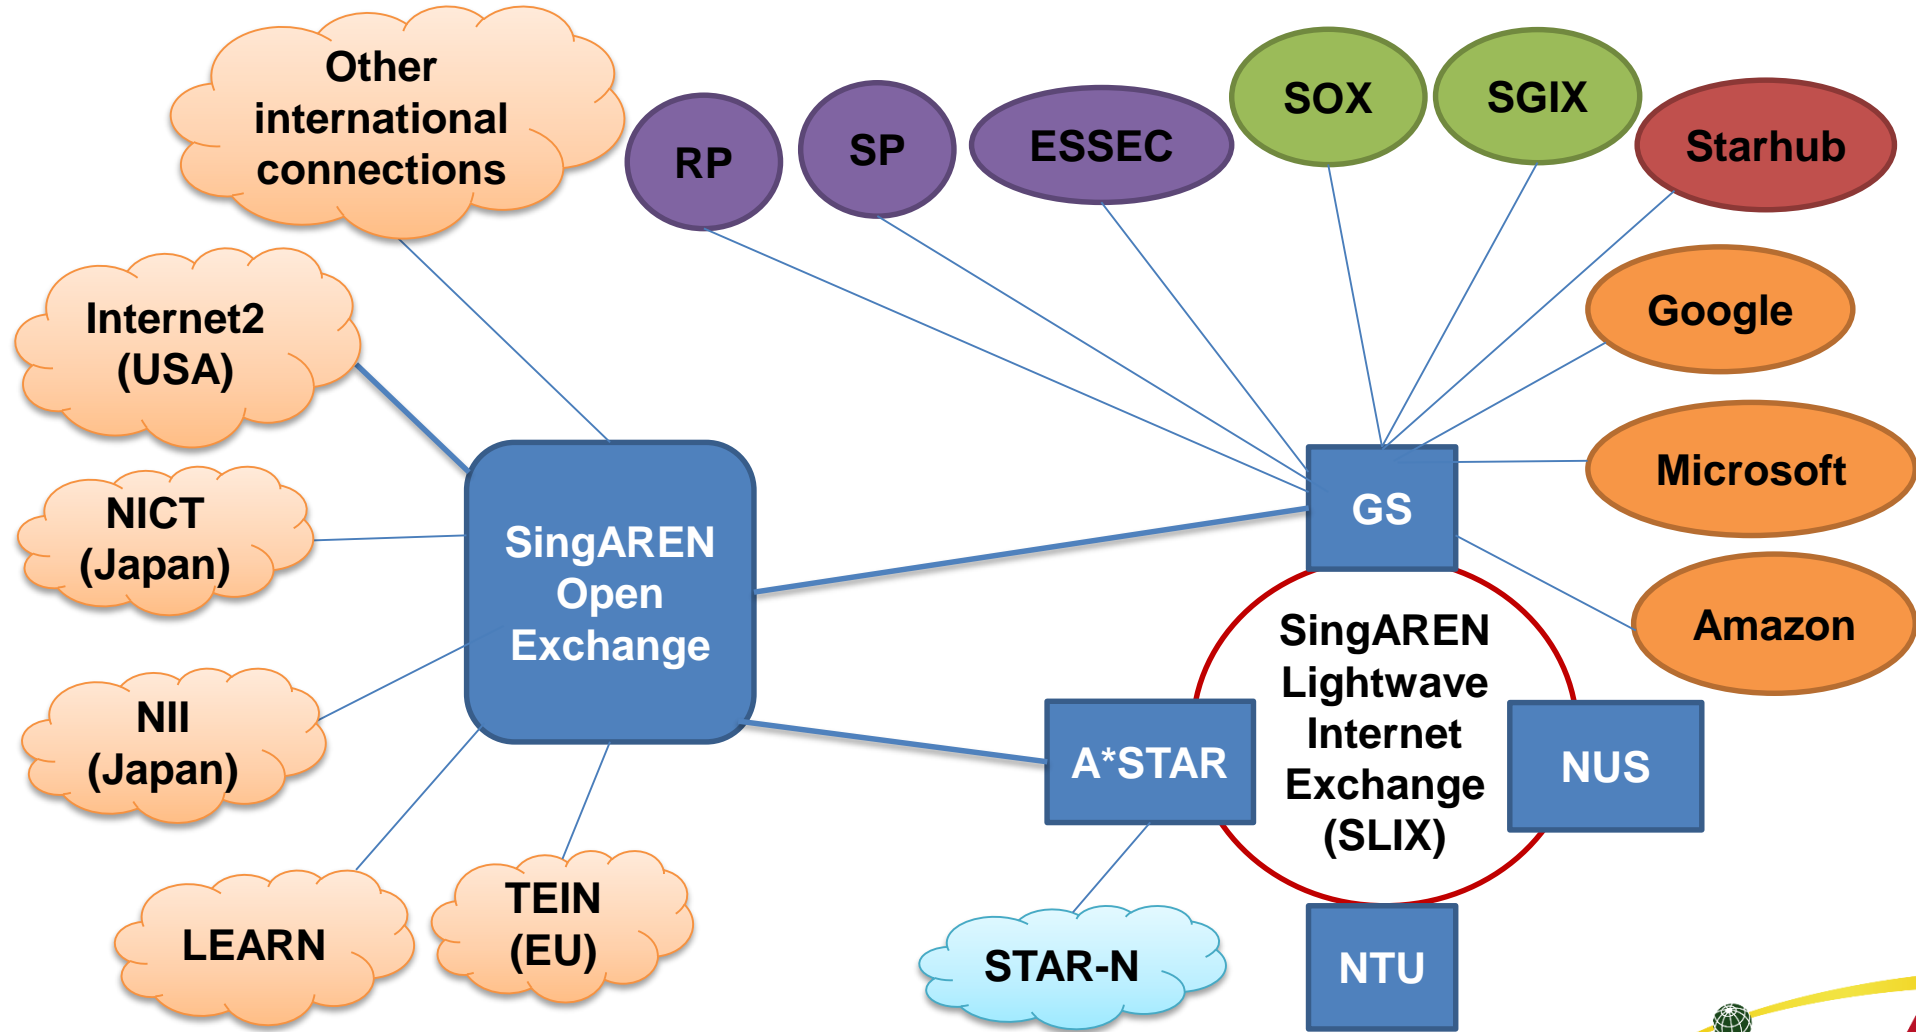 Other
international
connections
RP
SP
ESSEC
SOX
SGIX
Starhub
Internet2
(USA)
Google
NICT
(Japan)
Microsoft
SingAREN
Open
Exchange
GS
NII
(Japan)
Amazon
SingAREN
Lightwave
Internet
Exchange
(SLIX)
A*STAR
NUS
LEARN
TEIN
(EU)
STAR-N
NTU